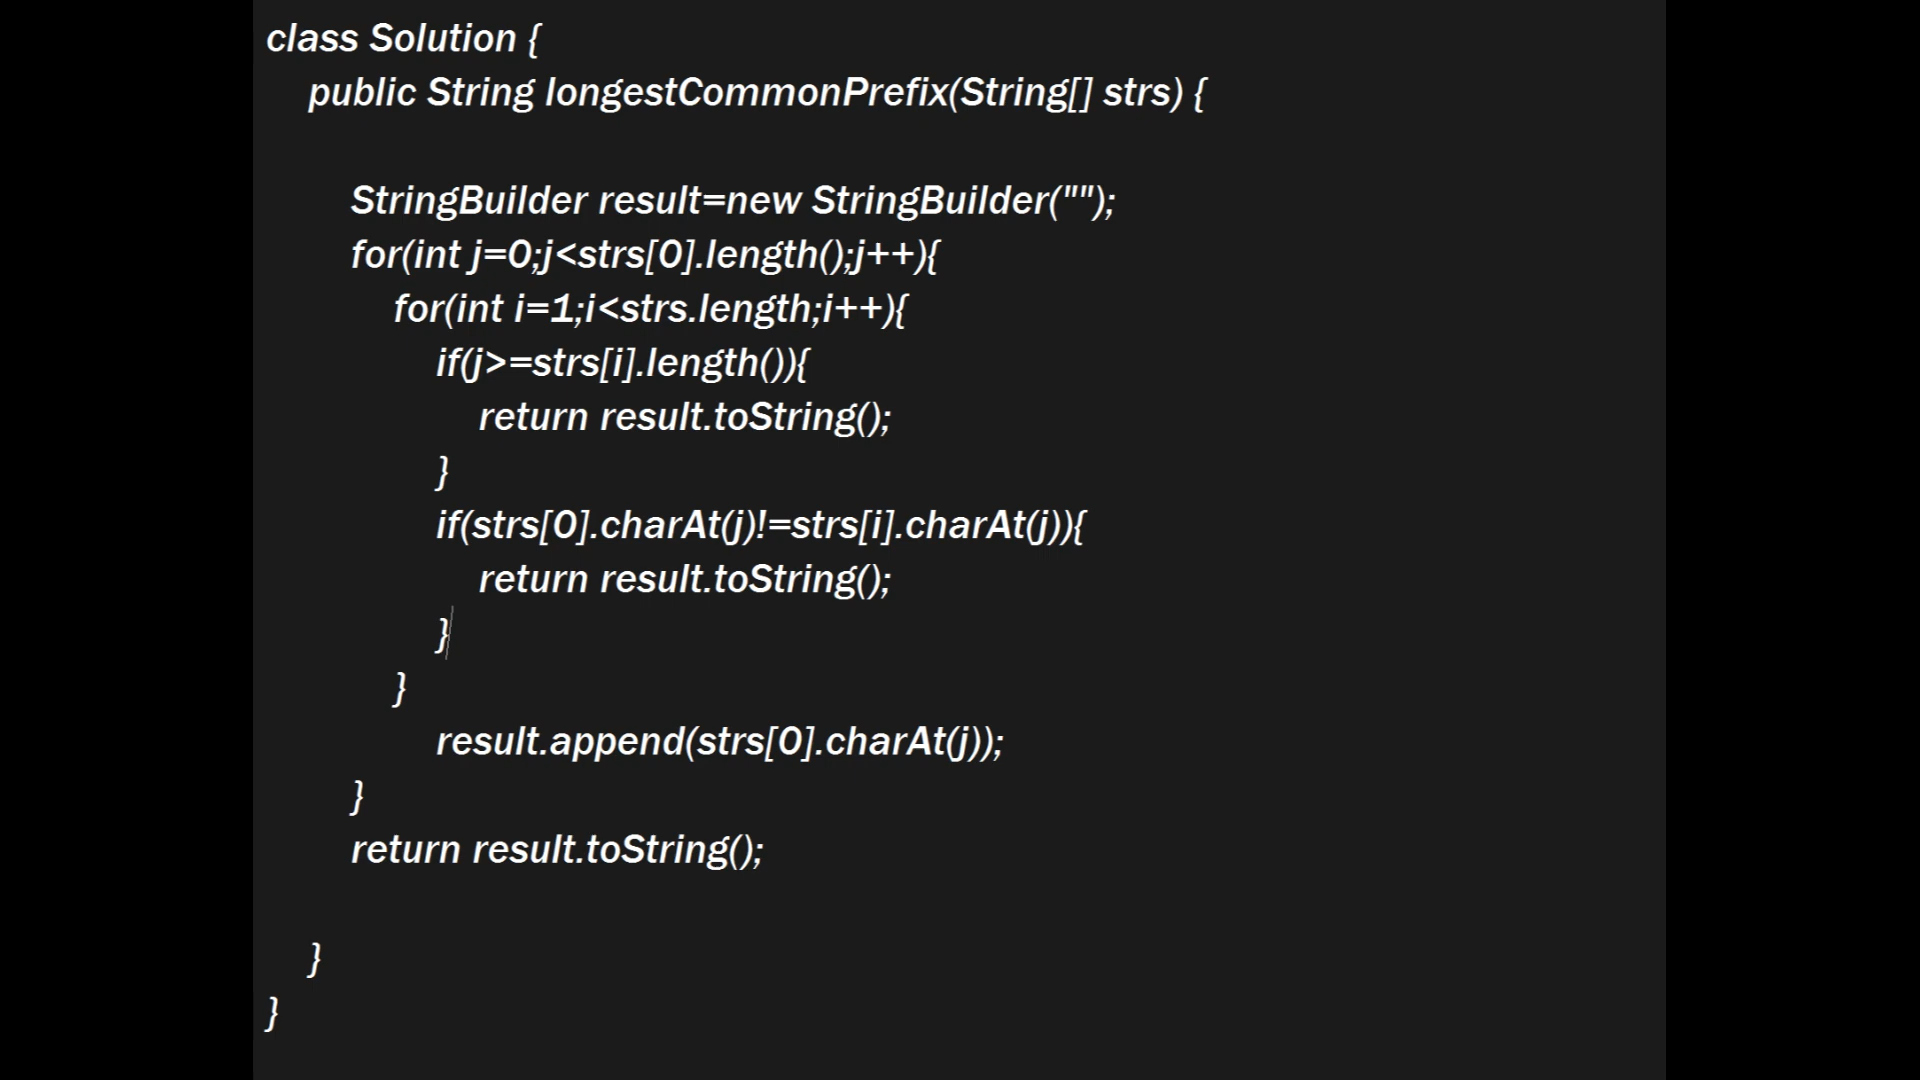 class Solution {
public String longestCommonPrefix(String[] strs) {
StringBuilder result=new StringBuilder("");
for(int j=0;j<strs[0].length();j++){
for(int i=1;i<strs.length;i++){
if(j>=strs[i].length()){
return result.toString();
}
if(strs[0].charAt(j)!=strs[i].charAt(j)){
return result.toString();
}
}
result.append(strs[0].charAt(j));
}
return result.toString();
}
}